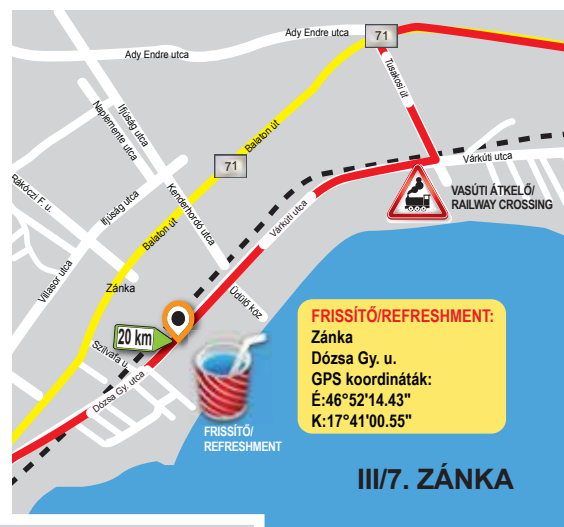 Ady Endre utca
Ady Endre utca
71
Tusakosi út
Ifjúság utca
Naplemente utca
Balaton út
71
Várkúti utca
VASÚTI ÁTKELŐ/
RAILWAY CROSSING
Rákóczi F. u.
Ifjúság utca
Kenderhordó utca
Várkúti utca
Balaton út
Villasor utca
Zánka
Üdülő köz
20 km
Szilvafa u.
Dózsa Gy. utca
FRISSÍTŐ/
REFRESHMENT
FRISSÍTŐ/REFRESHMENT:
Zánka
Dózsa Gy. u.
GPS koordináták:
É:46°52'14.43"
K:17°41'00.55"
III/7. ZÁNKA